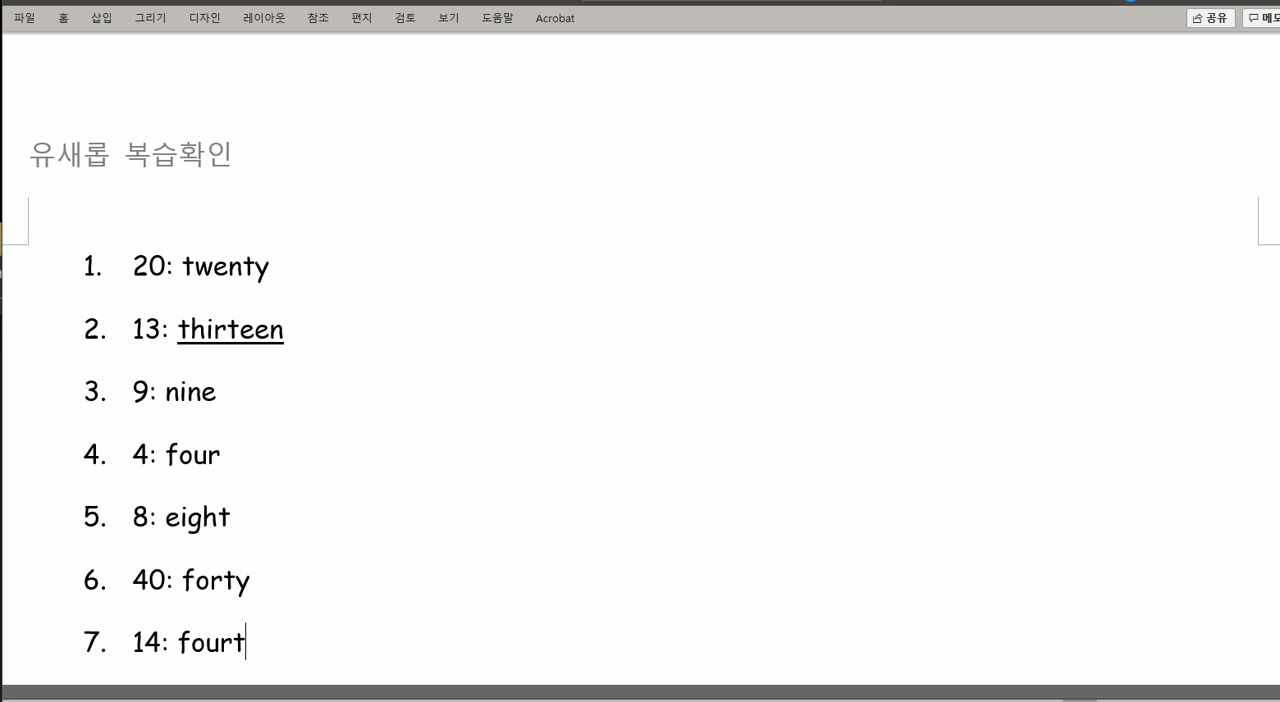 파일 홈 삽입 그리기 디자인 레이아웃 참조 편지 검토 보기 도움말 Acrobat 공유
유새롭 복습확인
1. 20: twenty
2. 13: thirteen
3. 9: nine
4. 4: four
5. 8: eight
6. 40: forty
7. 14: fourt